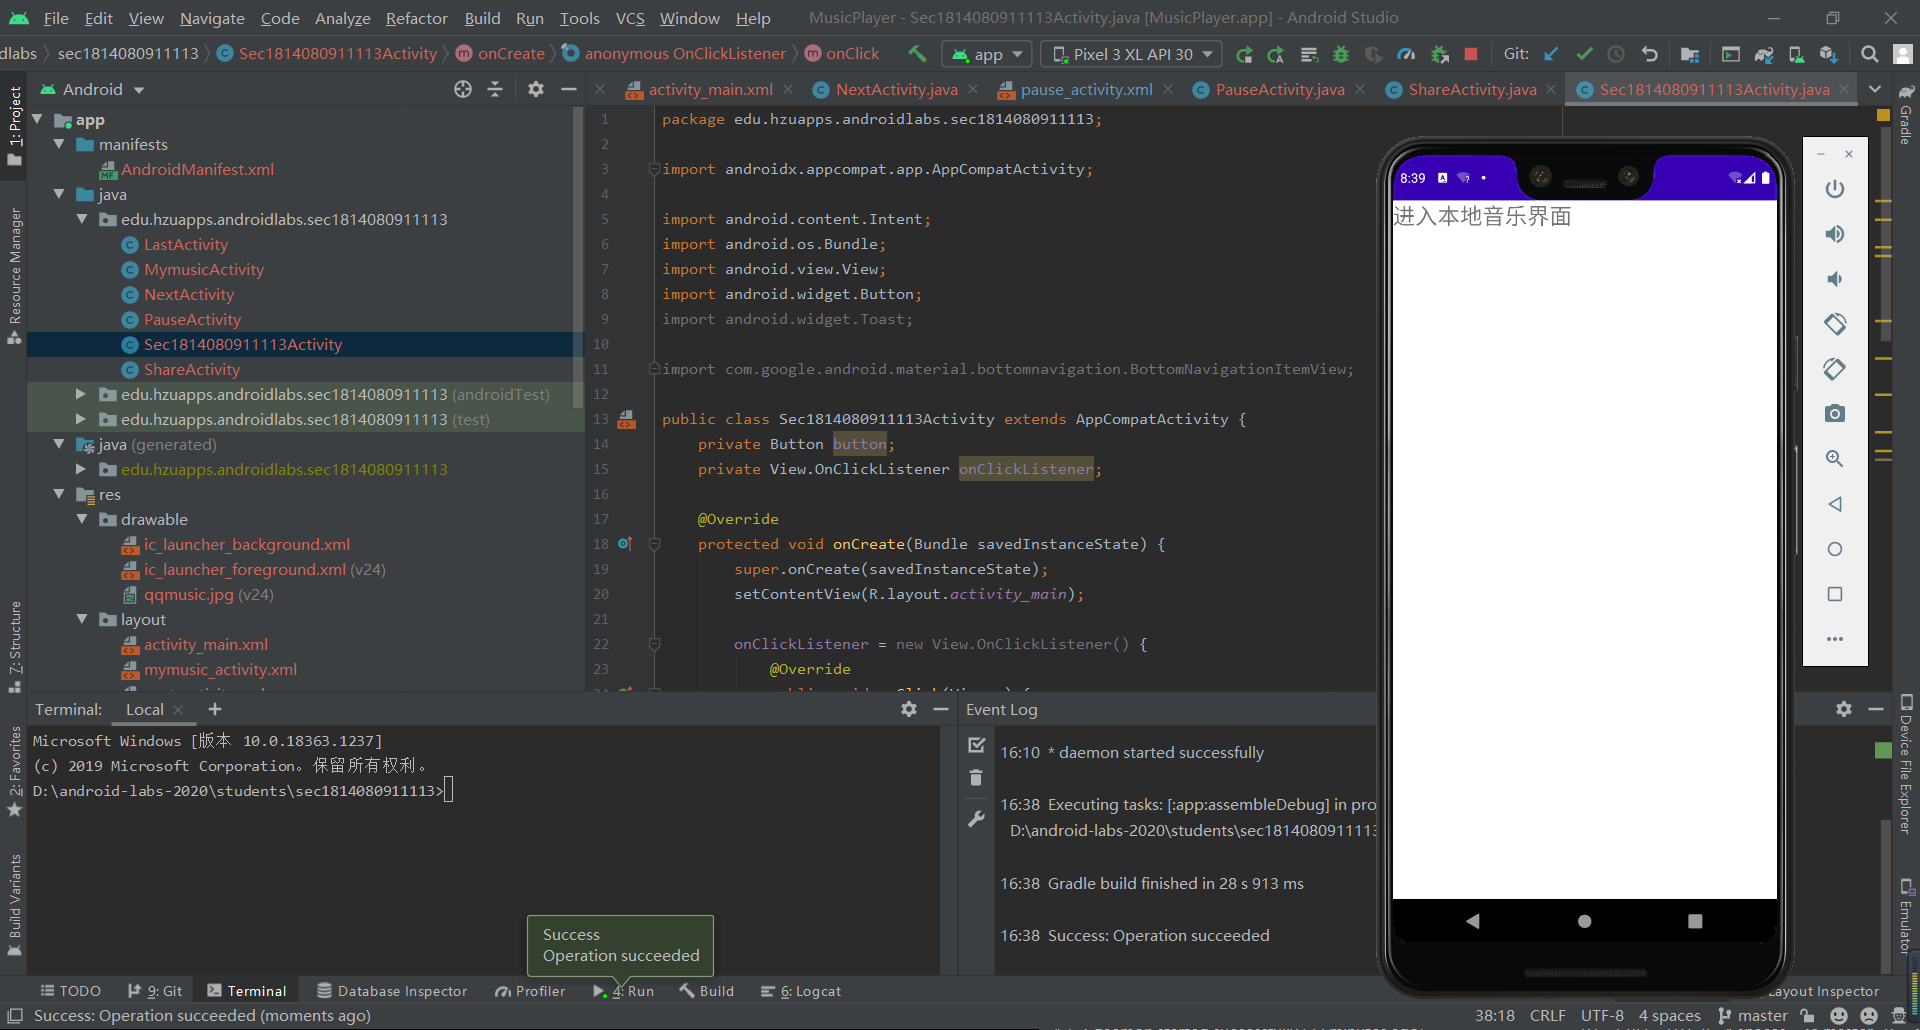 File Edit View Navigate Code Analyze Refactor Build Run Tools VCS Window Help MusicPlayer - Sec1814080911113Activity.java [MusicPlayer.app] - Android Studio
dlabs sec1814080911113 Sec1814080911113Activity onCreate anonymous OnClickListener onClick app Pixel 3 XL API 30 Git:
Android
activity_main.xml NextActivity.java pause_activity.xml PauseActivity.java ShareActivity.java Sec1814080911113Activity.java
1: Project
Resource Manager
Z: Structure
2: Favorites
Build Variants
app
manifests
AndroidManifest.xml
java
edu.hzuapps.androidlabs.sec1814080911113
LastActivity
MymusicActivity
NextActivity
PauseActivity
Sec1814080911113Activity
ShareActivity
edu.hzuapps.androidlabs.sec1814080911113 (androidTest)
edu.hzuapps.androidlabs.sec1814080911113 (test)
java (generated)
edu.hzuapps.androidlabs.sec1814080911113
res
drawable
ic_launcher_background.xml
ic_launcher_foreground.xml (v24)
qqmusic.jpg (v24)
layout
activity_main.xml
mymusic_activity.xml
1 package edu.hzuapps.androidlabs.sec1814080911113;
2
3 import androidx.appcompat.app.AppCompatActivity;
4
5 import android.content.Intent;
6 import android.os.Bundle;
7 import android.view.View;
8 import android.widget.Button;
9 import android.widget.Toast;
10
11 import com.google.android.material.bottomnavigation.BottomNavigationItemView;
12
13 public class Sec1814080911113Activity extends AppCompatActivity {
14 private Button button;
15 private View.OnClickListener onClickListener;
16
17 @Override
18 protected void onCreate(Bundle savedInstanceState) {
19 super.onCreate(savedInstanceState);
20 setContentView(R.layout.activity_main);
21
22 onClickListener = new View.OnClickListener() {
23 @Override
8:39
进入本地音乐界面
Gradle
Device File Explorer
Emulator
Terminal: Local
Microsoft Windows [版本 10.0.18363.1237]
(c) 2019 Microsoft Corporation。保留所有权利。
D:\android-labs-2020\students\sec1814080911113>
Event Log
16:10 * daemon started successfully
16:38 Executing tasks: [:app:assembleDebug] in pro
D:\android-labs-2020\students\sec1814080911113
16:38 Gradle build finished in 28 s 913 ms
16:38 Success: Operation succeeded
Success
Operation succeeded
TODO 9: Git Terminal Database Inspector Profiler 4: Run Build 6: Logcat Layout Inspector
Success: Operation succeeded (moments ago) 38:18 CRLF UTF-8 4 spaces master